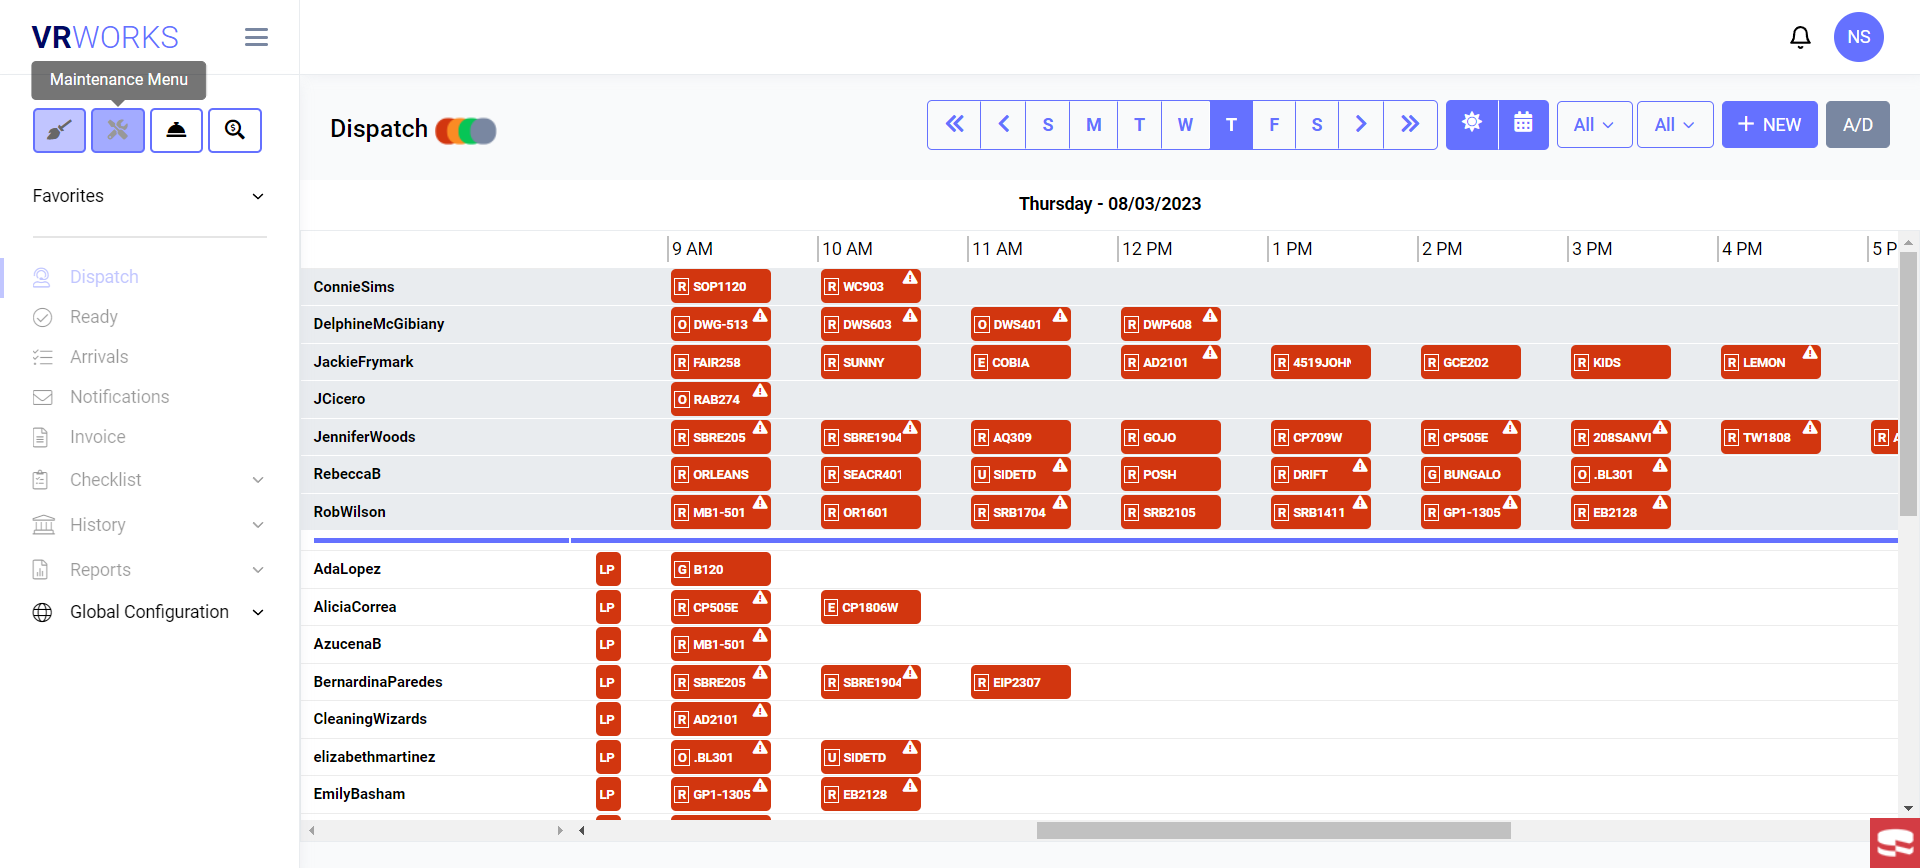 VRWORKS
NS
Maintenance Menu
Dispatch
S M T W T F S
All
All
+ NEW
A/D
Favorites
Thursday - 08/03/2023
9 AM 10 AM 11 AM 12 PM 1 PM 2 PM 3 PM 4 PM 5 P
Dispatch
Ready
Arrivals
Notifications
Invoice
Checklist
History
Reports
Global Configuration
ConnieSims R SOP1120 R WC903
DelphineMcGibiany O DWG-513 R DWS603 O DWS401 R DWP608
JackieFrymark R FAIR258 R SUNNY E COBIA R AD2101 R 4519JOHN R GCE202 R KIDS R LEMON
JCicero O RAB274
JenniferWoods R SBRE205 R SBRE1904 R AQ309 R GOJO R CP709W R CP505E R 208SANVI R TW1808 R
RebeccaB R ORLEANS R SEACR401 U SIDETD R POSH R DRIFT G BUNGALO O .BL301
RobWilson R MB1-501 R OR1601 R SRB1704 R SRB2105 R SRB1411 R GP1-1305 R EB2128
AdaLopez LP G B120
AliciaCorrea LP R CP505E E CP1806W
AzucenaB LP R MB1-501
BernardinaParedes LP R SBRE205 R SBRE1904 R EIP2307
CleaningWizards LP R AD2101
elizabethmartinez LP O .BL301 U SIDETD
EmilyBasham LP R GP1-1305 R EB2128